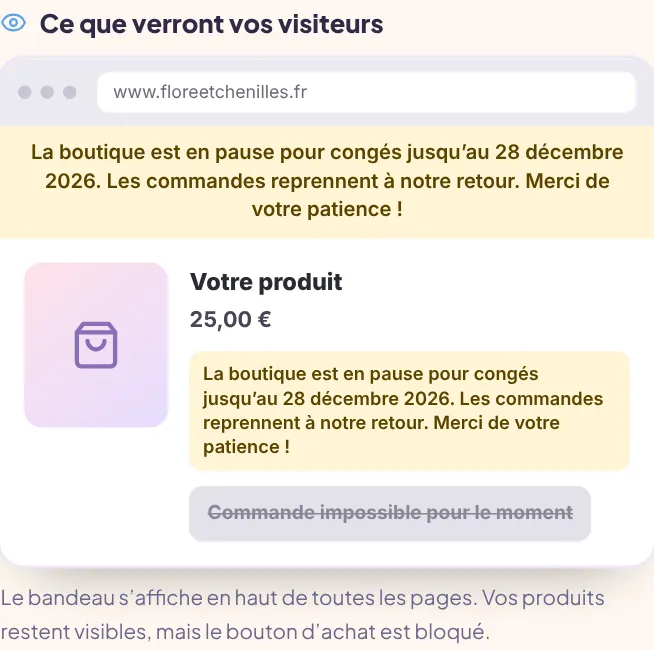 Ce que verront vos visiteurs
www.floreetchenilles.fr
La boutique est en pause pour congés jusqu’au 28 décembre
2026. Les commandes reprennent à notre retour. Merci de
votre patience !
Votre produit
25,00 €
La boutique est en pause pour congés
jusqu’au 28 décembre 2026. Les commandes
reprennent à notre retour. Merci de votre
patience !
Commande impossible pour le moment
Le bandeau s’affiche en haut de toutes les pages. Vos produits
restent visibles, mais le bouton d’achat est bloqué.